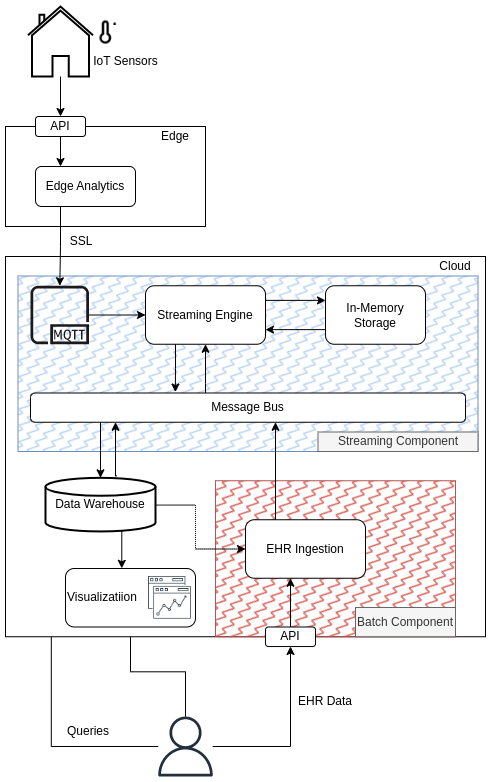 IoT Sensors
API
Edge
Edge Analytics
SSL
Cloud
MQTT
Streaming Engine
In-Memory
Storage
Message Bus
Streaming Component
Data Warehouse
EHR Ingestion
Visualizatiion
Batch Component
API
EHR Data
Queries